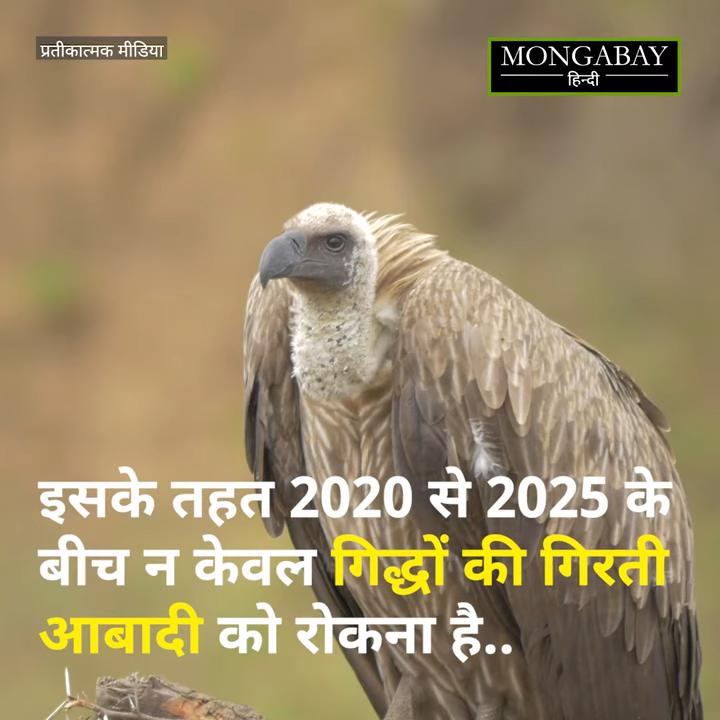 प्रतीकात्मक मीडिया
MONGABAY
हिन्दी
इसके तहत 2020 से 2025 के
बीच न केवल गिद्धों की गिरती
आबादी को रोकना है..